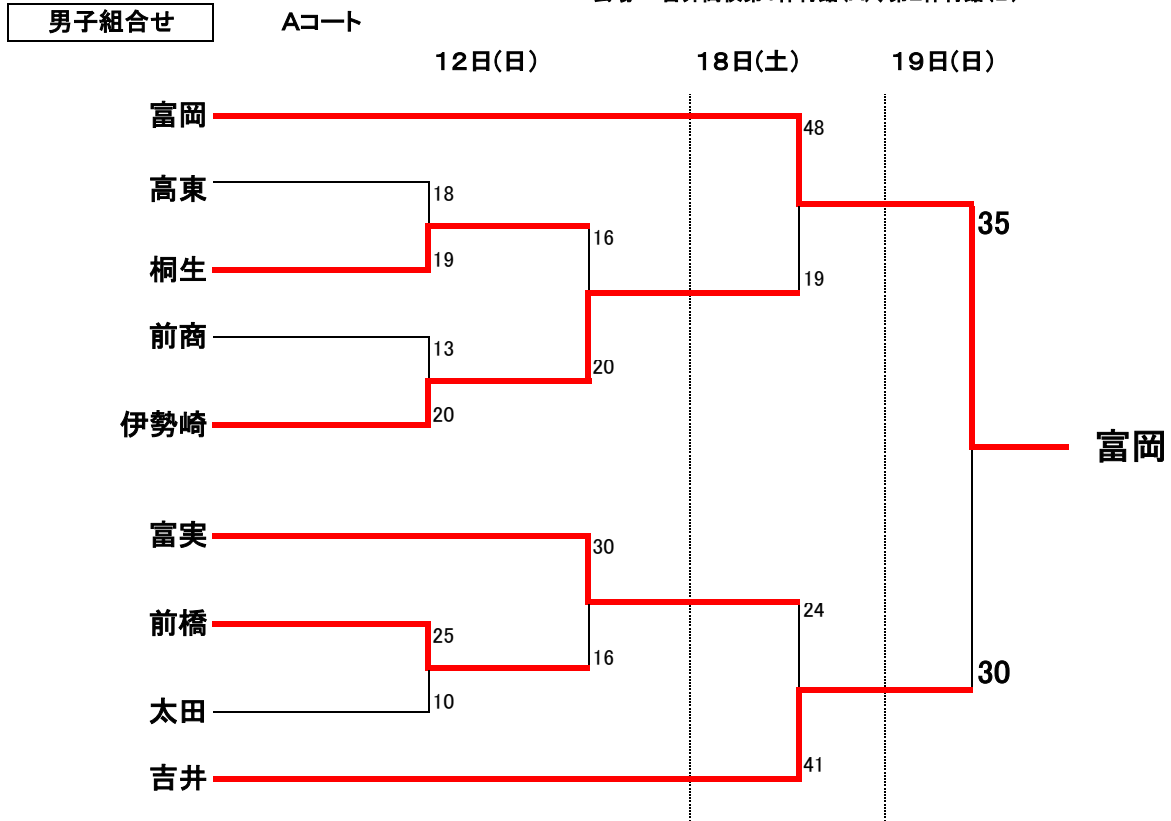 男子組合せ Aコート
12日(日) 18日(土) 19日(日)
富岡
48
高東
18
35
16
桐生
19
19
前商
13
20
伊勢崎
20
富岡
富実
30
24
前橋
25
16
30
太田
10
吉井
41